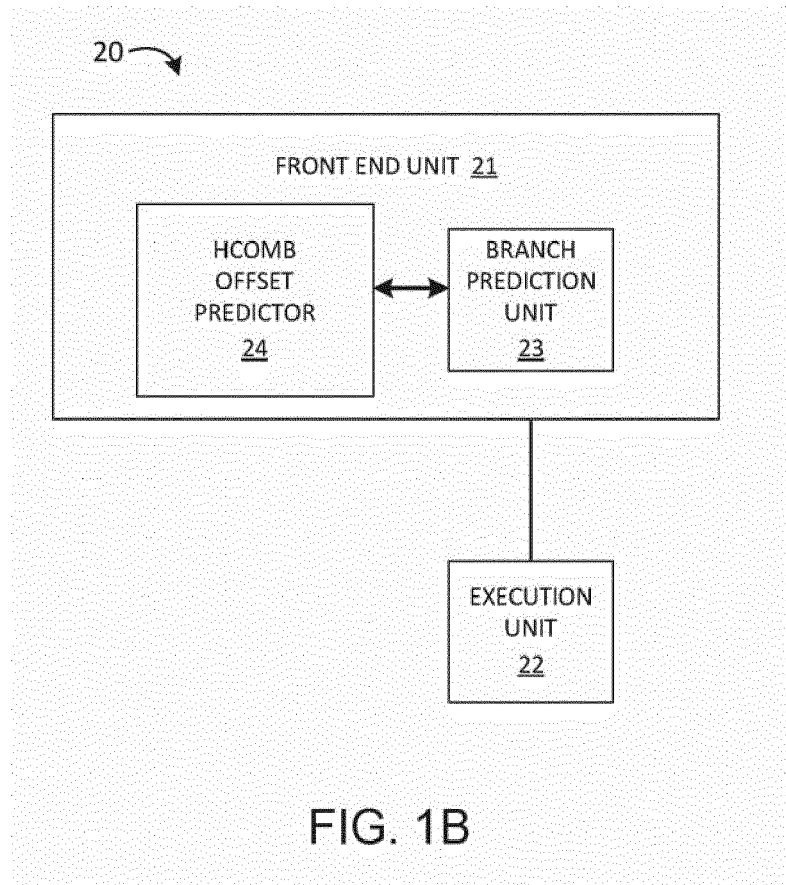 20
FRONT END UNIT 21
HCOMB
OFFSET
PREDICTOR
24
BRANCH
PREDICTION
UNIT
23
EXECUTION
UNIT
22
FIG. 1B